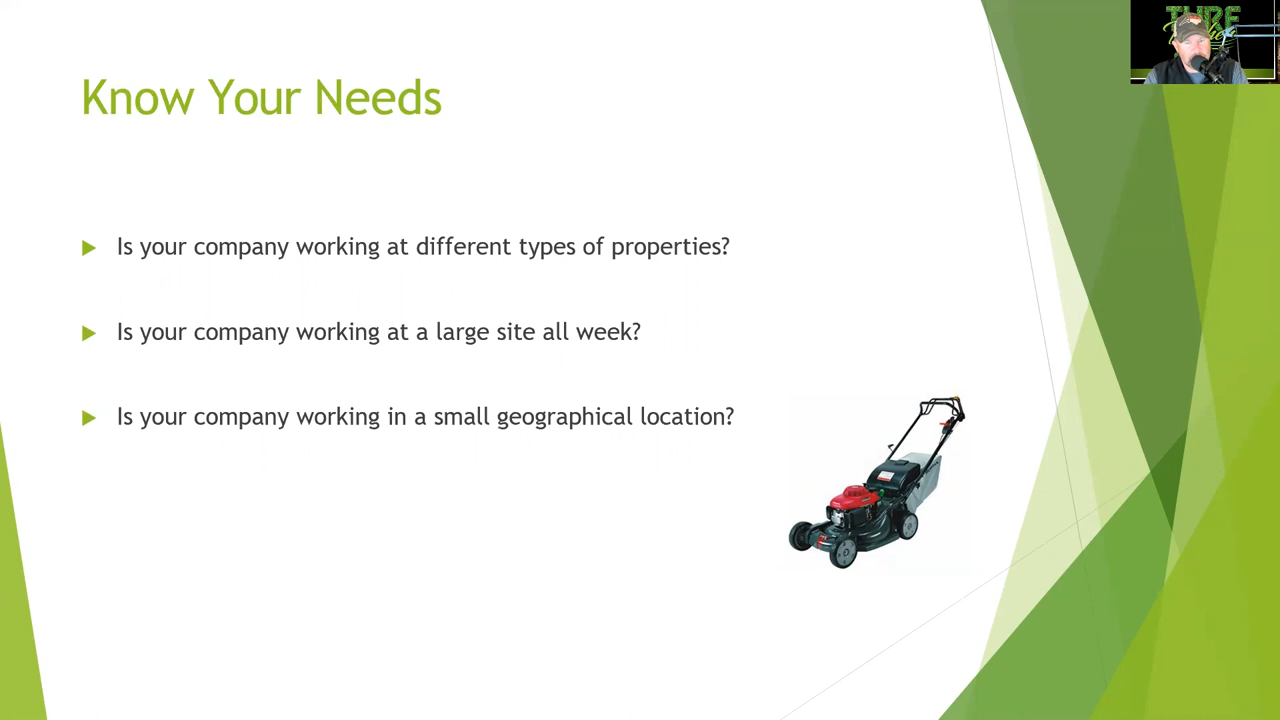 Know Your Needs
Is your company working at different types of properties?
Is your company working at a large site all week?
Is your company working in a small geographical location?
TURF